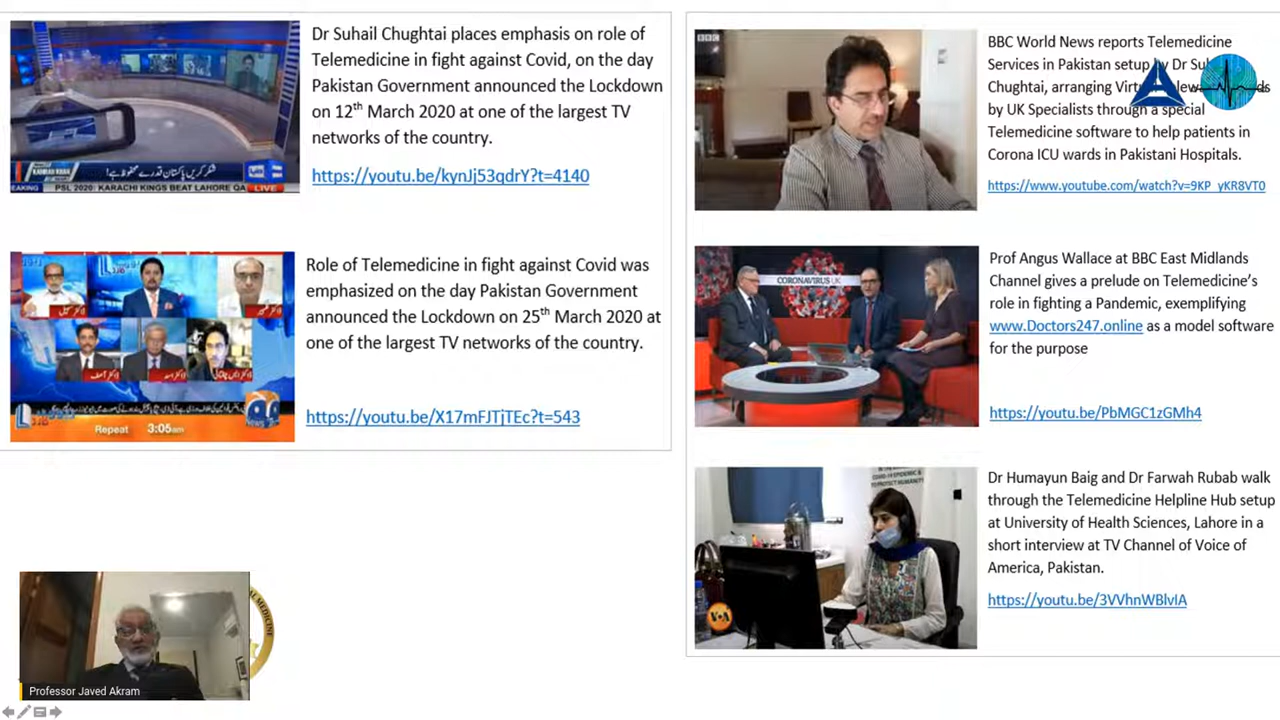 Dr Suhail Chughtai places emphasis on role of
Telemedicine in fight against Covid, on the day
Pakistan Government announced the Lockdown
on 12th March 2020 at one of the largest TV
networks of the country.
https://youtu.be/kynJj53qdrY?t=4140
شکر کریں پاکستان قدرے محفوظ ہے!
PSL 2020: KARACHI KINGS BEAT LAHORE QA
LIVE
Role of Telemedicine in fight against Covid was
emphasized on the day Pakistan Government
announced the Lockdown on 25th March 2020 at
one of the largest TV networks of the country.
https://youtu.be/X17mFJTjTEc?t=543
Repeat 3:05am
BBC
BBC World News reports Telemedicine
Services in Pakistan setup by Dr Su
Chughtai, arranging
by UK Specialists through a special
Telemedicine software to help patients in
Corona ICU wards in Pakistani Hospitals.
https://www.youtube.com/watch?v=9KP_yKR8VT0
CORONAVIRUS UK
Prof Angus Wallace at BBC East Midlands
Channel gives a prelude on Telemedicine's
role in fighting a Pandemic, exemplifying
www.Doctors247.online as a model software
for the purpose
https://youtu.be/PbMGC1zGMh4
VOA
Dr Humayun Baig and Dr Farwah Rubab walk
through the Telemedicine Helpline Hub setup
at University of Health Sciences, Lahore in a
short interview at TV Channel of Voice of
America, Pakistan.
https://youtu.be/3VVhnWBlvIA
Professor Javed Akram